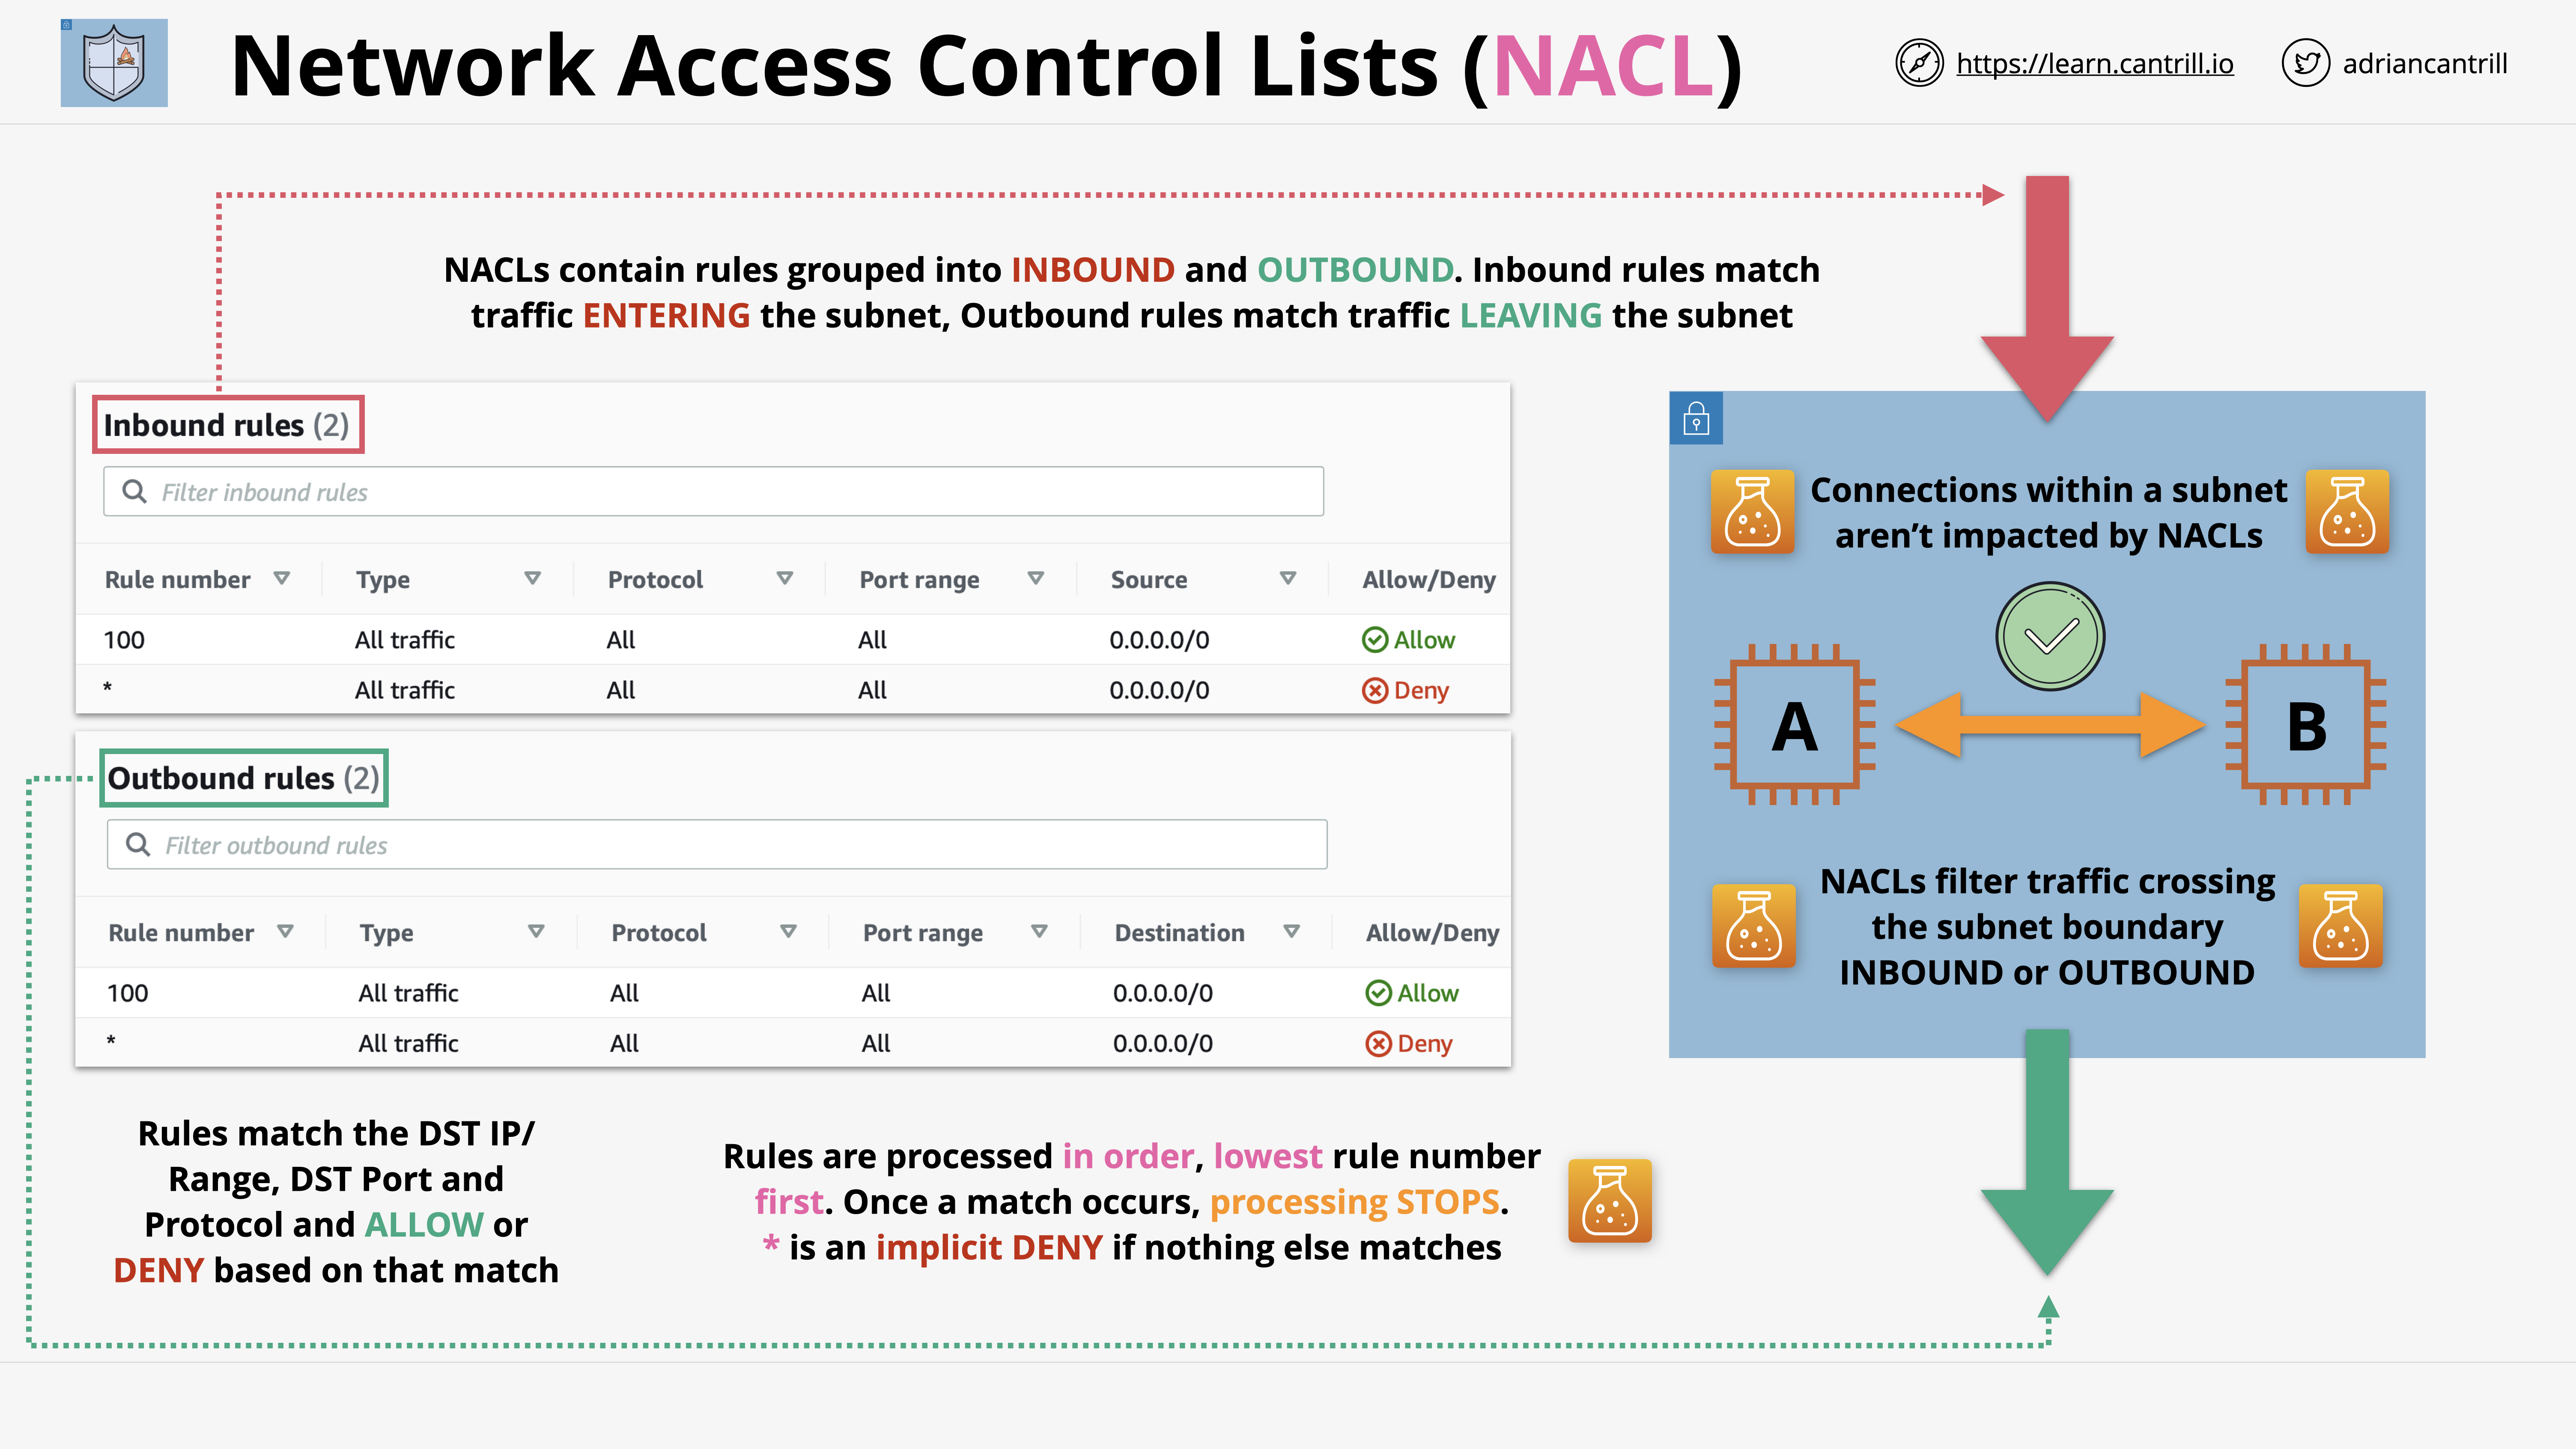 Network Access Control Lists (NACL)
https://learn.cantrill.io
adriancantrill
NACLs contain rules grouped into INBOUND and OUTBOUND. Inbound rules match
traffic ENTERING the subnet, Outbound rules match traffic LEAVING the subnet
Inbound rules (2)
Filter inbound rules
Rule number Type Protocol Port range Source Allow/Deny
100 All traffic All All 0.0.0.0/0 Allow
* All traffic All All 0.0.0.0/0 Deny
Outbound rules (2)
Filter outbound rules
Rule number Type Protocol Port range Destination Allow/Deny
100 All traffic All All 0.0.0.0/0 Allow
* All traffic All All 0.0.0.0/0 Deny
Connections within a subnet
aren’t impacted by NACLs
A
B
NACLs filter traffic crossing
the subnet boundary
INBOUND or OUTBOUND
Rules match the DST IP/
Range, DST Port and
Protocol and ALLOW or
DENY based on that match
Rules are processed in order, lowest rule number
first. Once a match occurs, processing STOPS.
* is an implicit DENY if nothing else matches